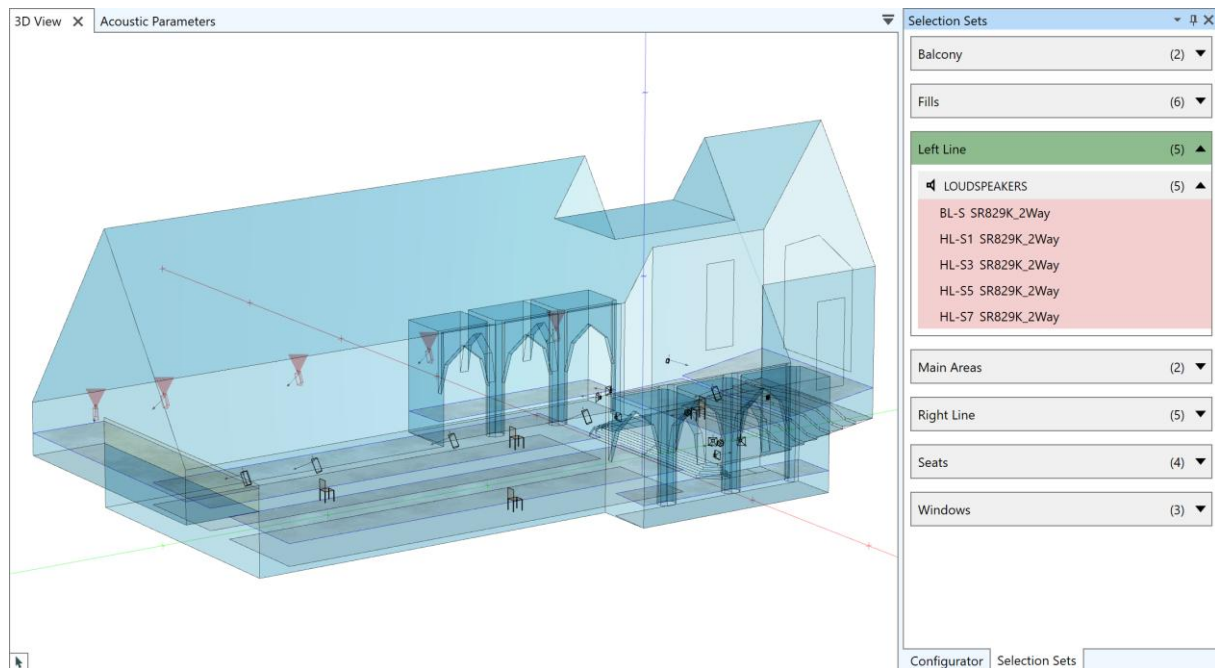 3D View
Acoustic Parameters
Selection Sets
Balcony (2)
Fills (6)
Left Line (5)
LOUDSPEAKERS (5)
BL-S SR829K_2Way
HL-S1 SR829K_2Way
HL-S3 SR829K_2Way
HL-S5 SR829K_2Way
HL-S7 SR829K_2Way
Main Areas (2)
Right Line (5)
Seats (4)
Windows (3)
Configurator
Selection Sets